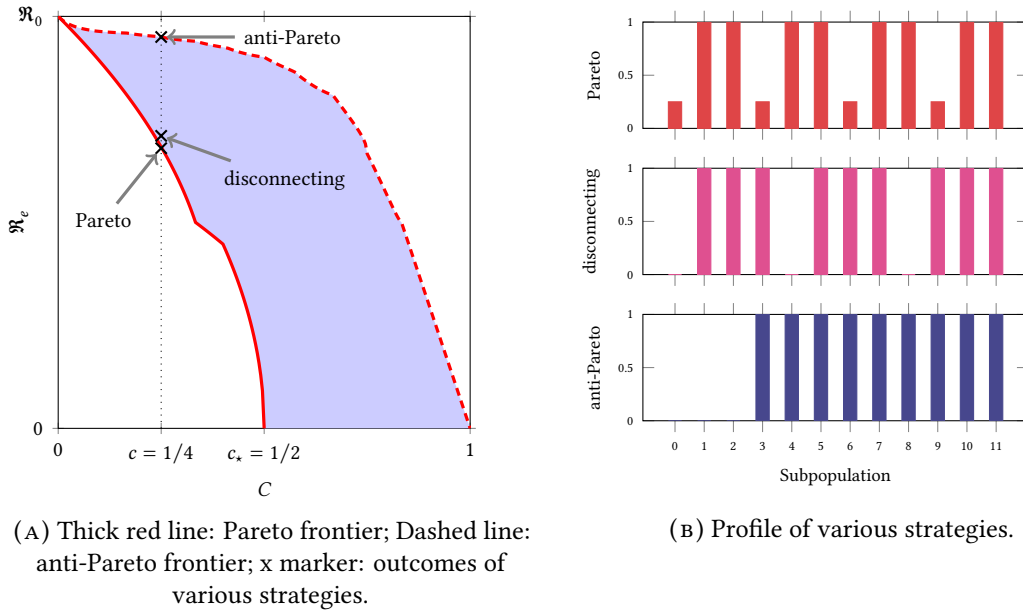 ℜ₀
anti-Pareto
disconnecting
Pareto
ℜₑ
0
0
c = 1/4
c⋆ = 1/2
1
C
(A) Thick red line: Pareto frontier; Dashed line:
anti-Pareto frontier; x marker: outcomes of
various strategies.
1
0.5
0
Pareto
1
0.5
0
disconnecting
1
0.5
0
anti-Pareto
0 1 2 3 4 5 6 7 8 9 10 11
Subpopulation
(B) Profile of various strategies.